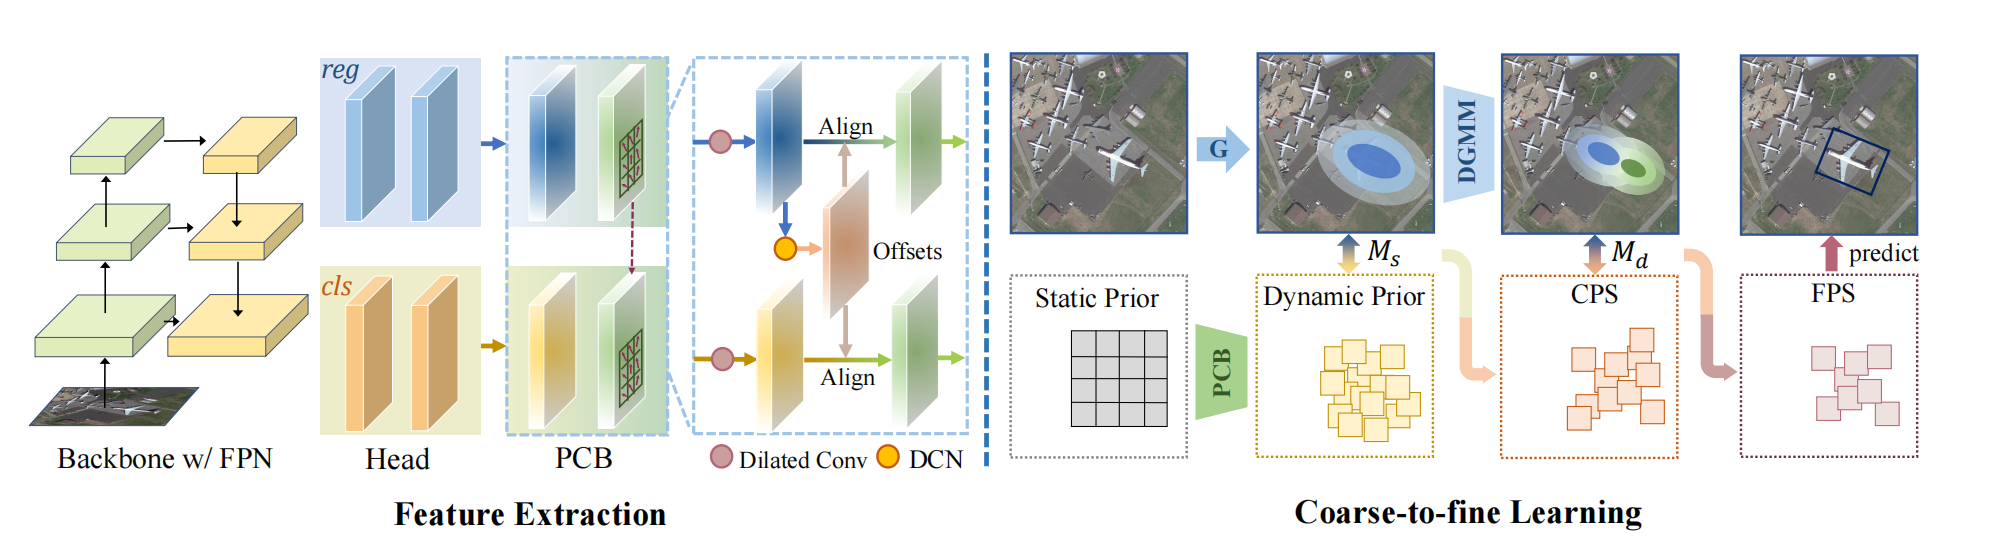 reg
cls
Backbone w/ FPN
Head
PCB
Align
Offsets
Align
Dilated Conv
DCN
Feature Extraction
G
DGMM
M_s
M_d
predict
Static Prior
PCB
Dynamic Prior
CPS
FPS
Coarse-to-fine Learning